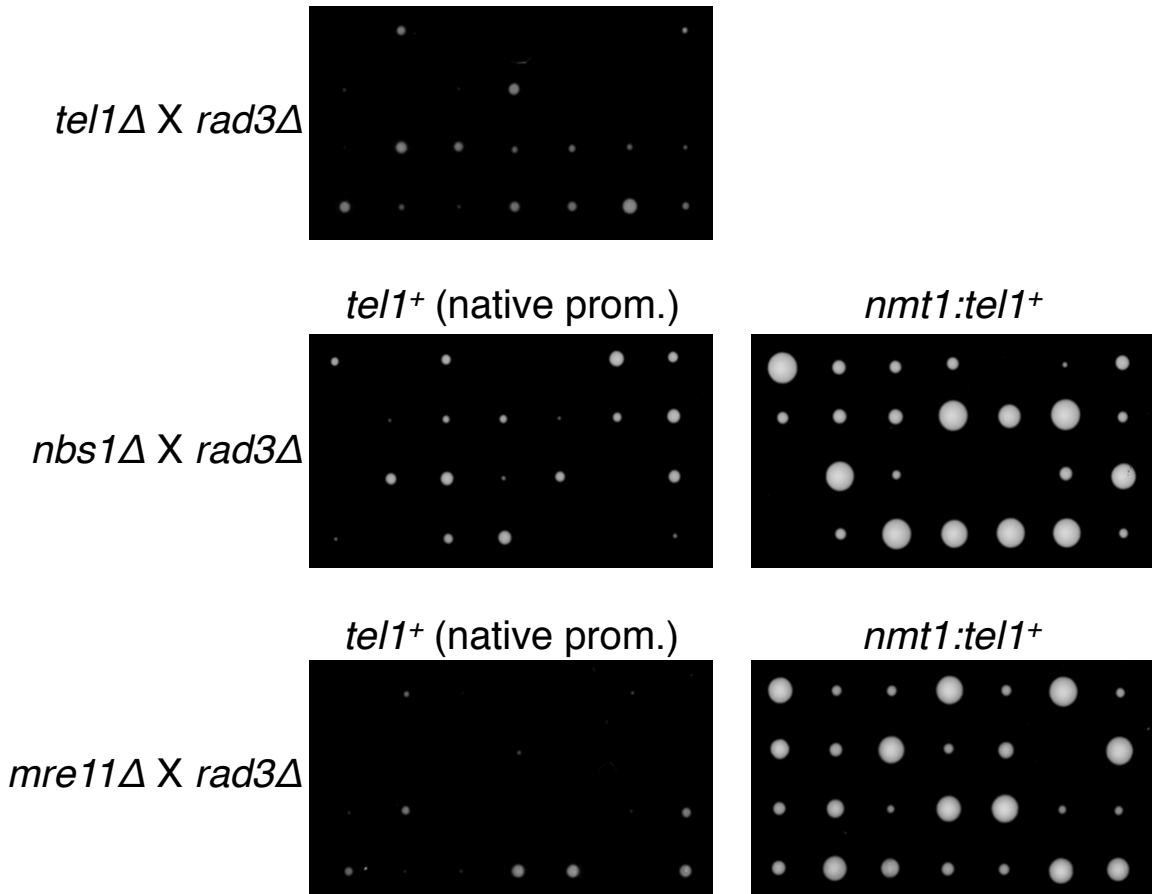 tel1Δ X rad3Δ
tel1⁺ (native prom.)
nmt1:tel1⁺
nbs1Δ X rad3Δ
tel1⁺ (native prom.)
nmt1:tel1⁺
mre11Δ X rad3Δ